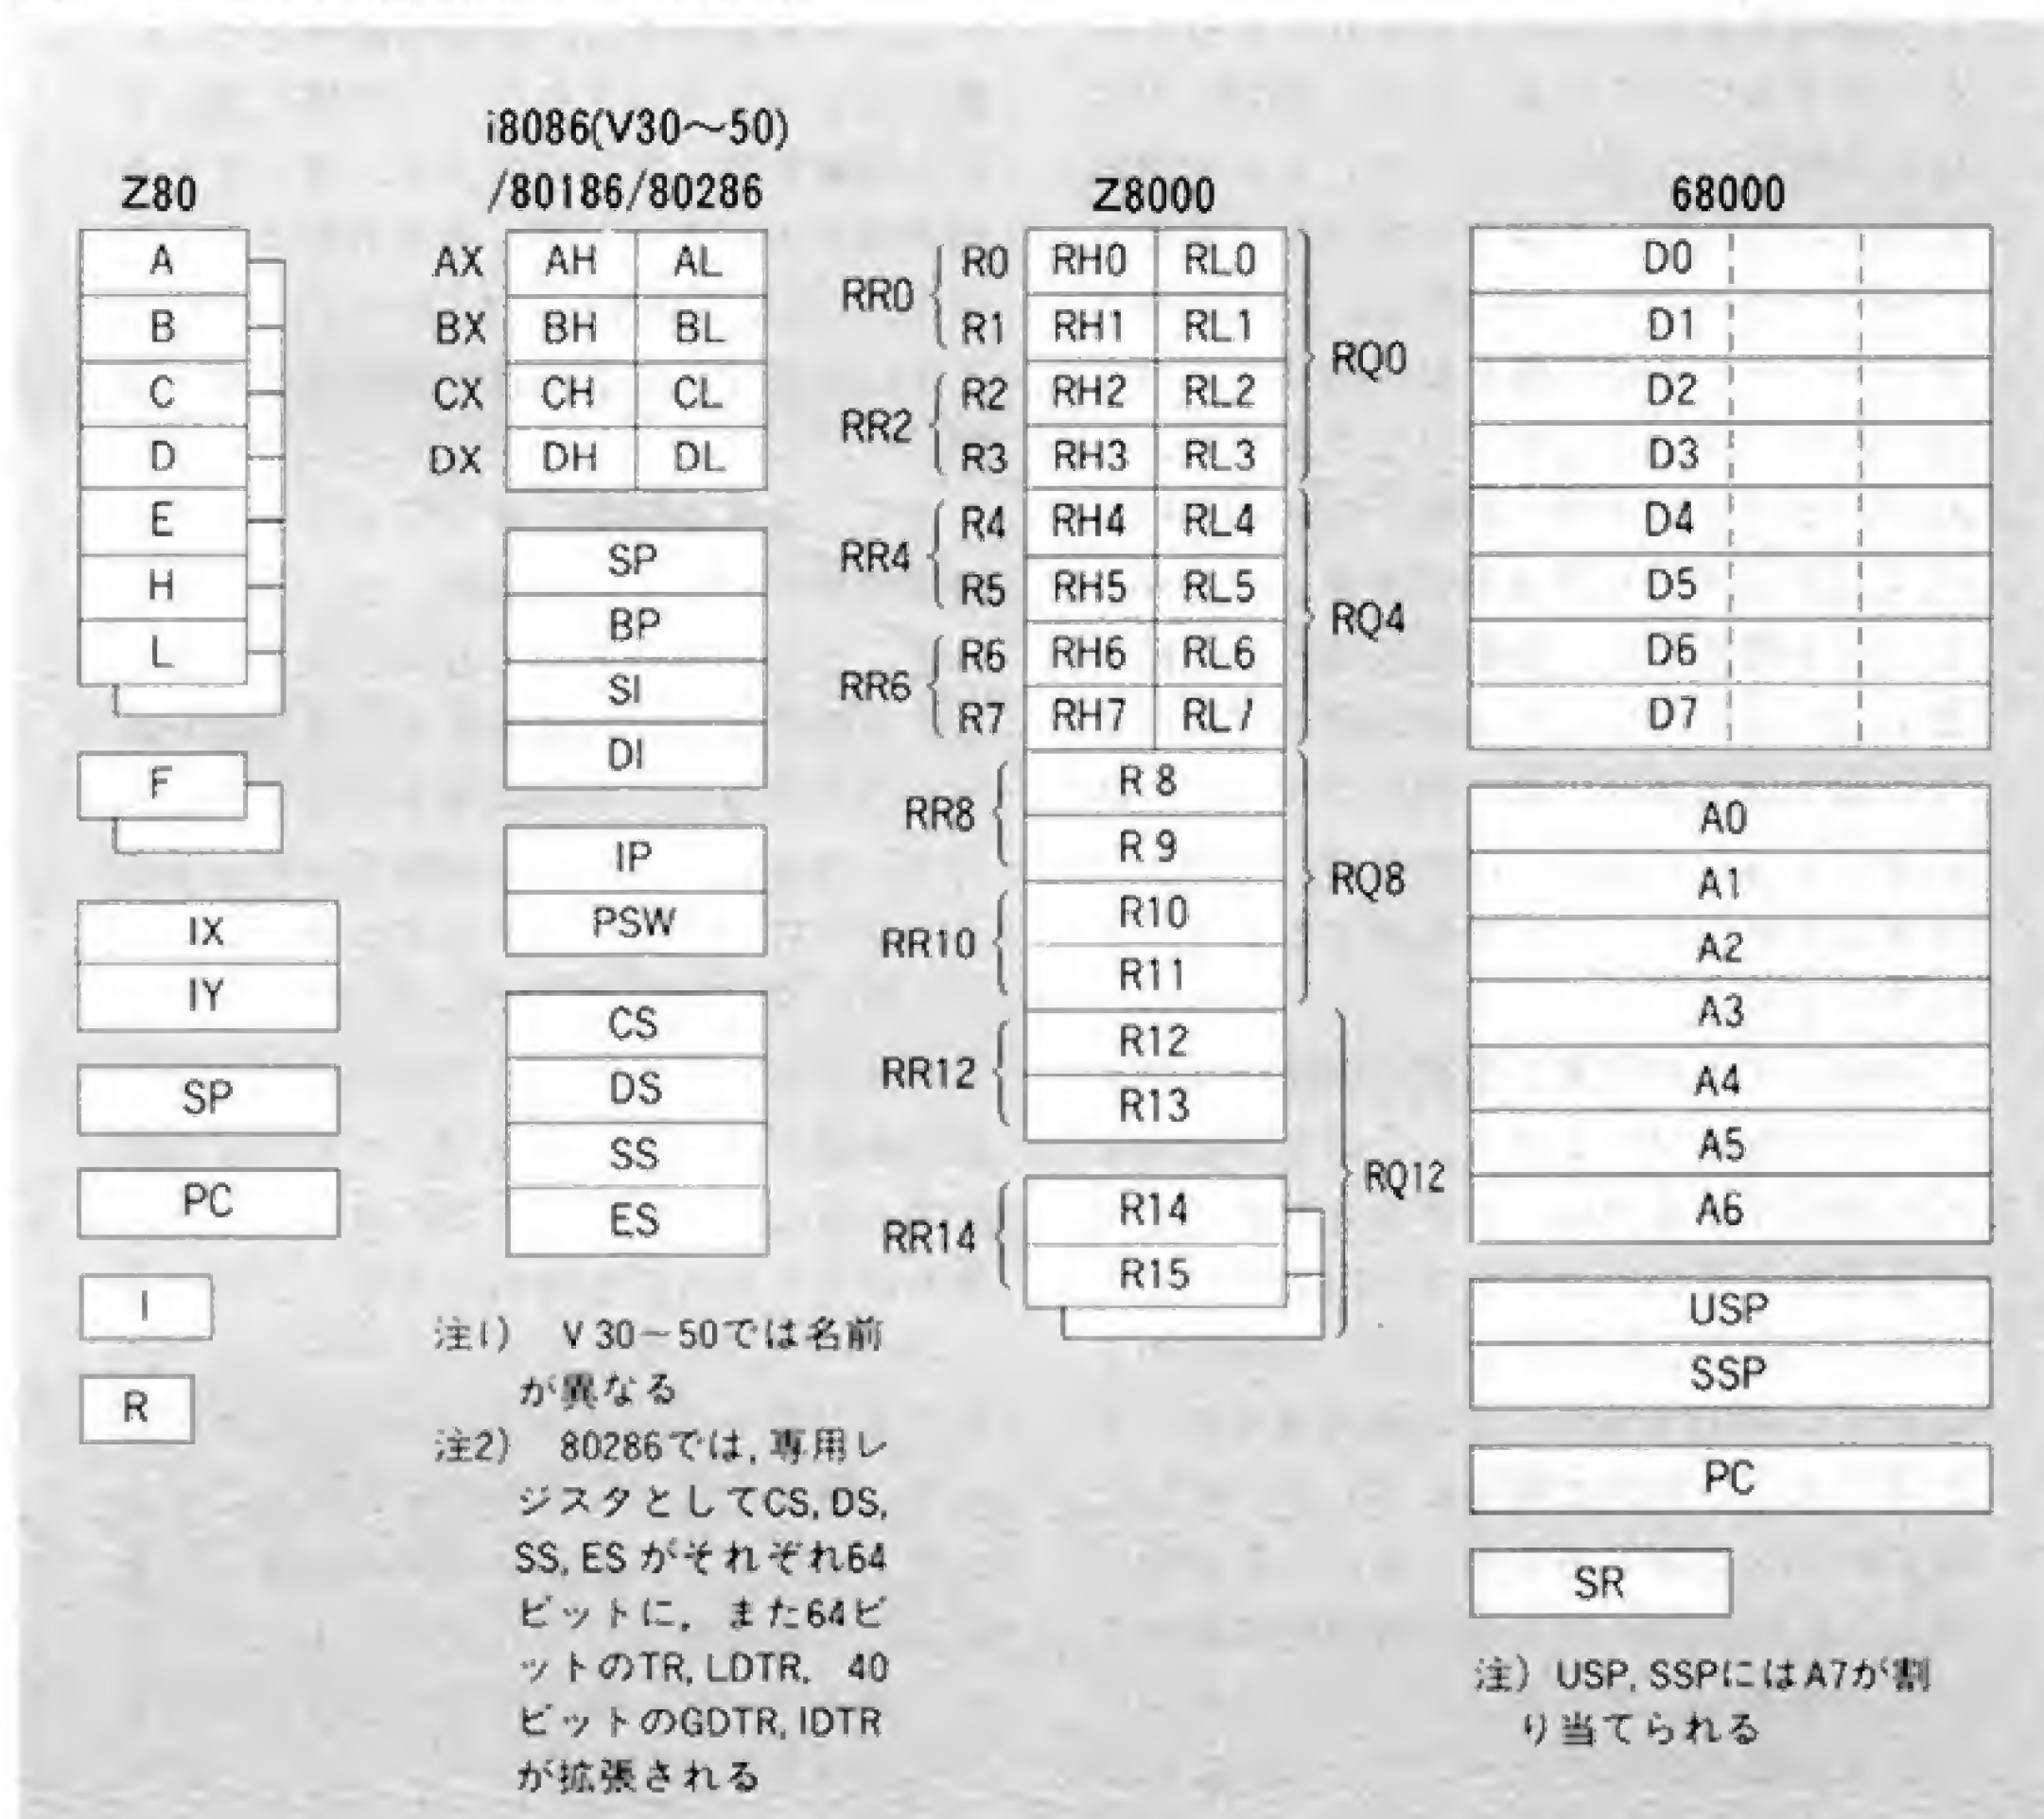 Z80
A
B
C
D
E
H
L
F
IX
IY
SP
PC
I
R
i8086(V30〜50)
/80186/80286
AX AH AL
BX BH BL
CX CH CL
DX DH DL
SP
BP
SI
DI
IP
PSW
CS
DS
SS
ES
注1) V30−50では名前
が異なる
注2) 80286では,専用レ
ジスタとしてCS, DS,
SS, ES がそれぞれ64
ビットに, また64ビ
ットのTR, LDTR, 40
ビットのGDTR, IDTR
が拡張される
Z8000
RR0 R0 RH0 RL0
R1 RH1 RL1
RQ0
RR2 R2 RH2 RL2
R3 RH3 RL3
RR4 R4 RH4 RL4
R5 RH5 RL5
RQ4
RR6 R6 RH6 RL6
R7 RH7 RL7
RR8 R8
R9
RQ8
RR10 R10
R11
RR12 R12
R13
RQ12
RR14 R14
R15
68000
D0
D1
D2
D3
D4
D5
D6
D7
A0
A1
A2
A3
A4
A5
A6
USP
SSP
PC
SR
注) USP, SSPにはA7が割
り当てられる